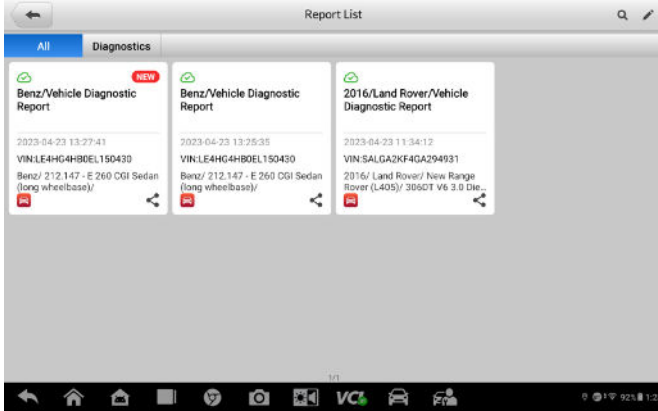 Report List
All
Diagnostics
NEW
Benz/Vehicle Diagnostic
Report
2023-04-23 13:27:41
VIN:LE4HG4HB0EL150430
Benz/ 212.147 - E 260 CGI Sedan
(long wheelbase)/
Benz/Vehicle Diagnostic
Report
2023-04-23 13:25:35
VIN:LE4HG4HB0EL150430
Benz/ 212.147 - E 260 CGI Sedan
(long wheelbase)/
2016/Land Rover/Vehicle
Diagnostic Report
2023-04-23 11:34:12
VIN:SALGA2KF4GA294931
2016/ Land Rover/ New Range
Rover (L405)/ 306DT V6 3.0 Die...
1/1
VCI
92% 1:2